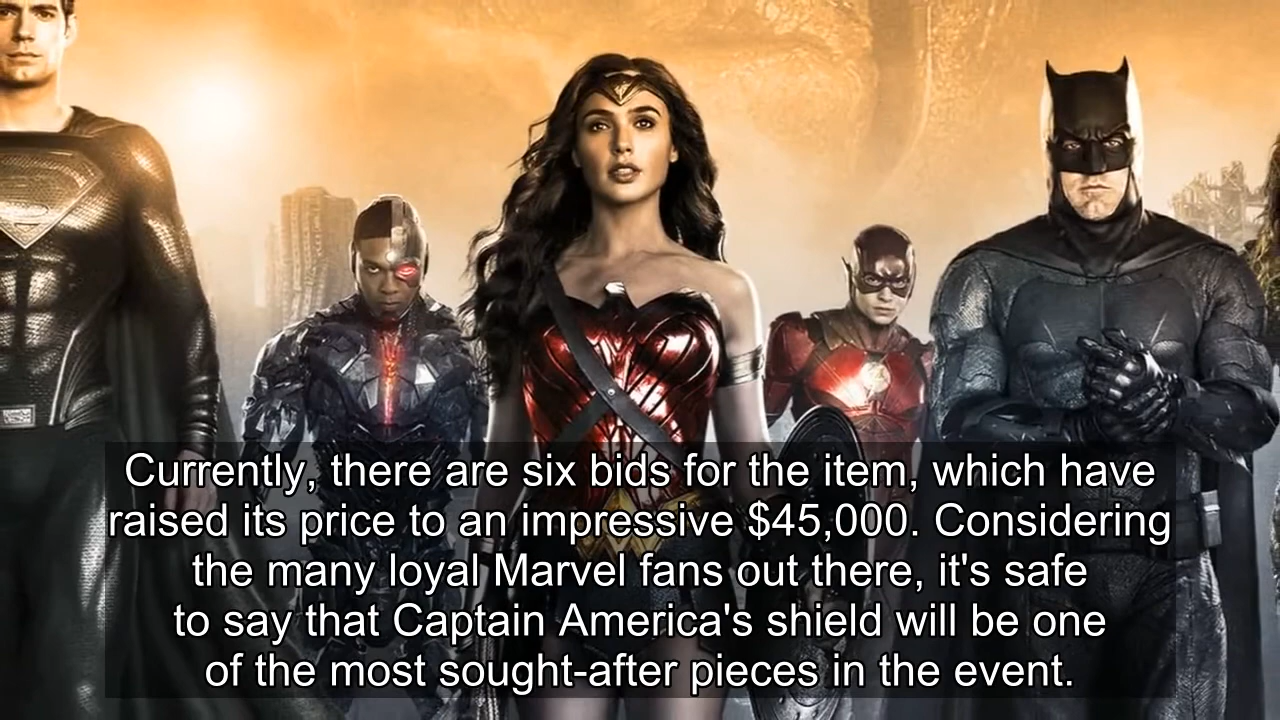 Currently, there are six bids for the item, which have
raised its price to an impressive $45,000. Considering
the many loyal Marvel fans out there, it's safe
to say that Captain America's shield will be one
of the most sought-after pieces in the event.